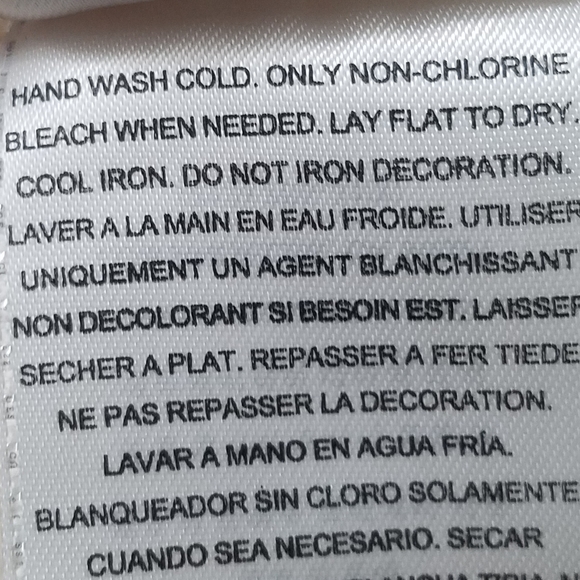 HAND WASH COLD. ONLY NON-CHLORINE
BLEACH WHEN NEEDED. LAY FLAT TO DRY.
COOL IRON. DO NOT IRON DECORATION.
LAVER A LA MAIN EN EAU FROIDE. UTILISER
UNIQUEMENT UN AGENT BLANCHISSANT
NON DECOLORANT SI BESOIN EST. LAISSER
SECHER A PLAT. REPASSER A FER TIEDE
NE PAS REPASSER LA DECORATION.
LAVAR A MANO EN AGUA FRÍA.
BLANQUEADOR SIN CLORO SOLAMENTE
CUANDO SEA NECESARIO. SECAR